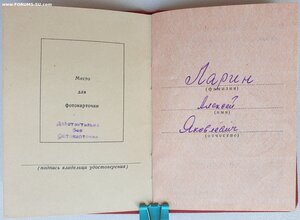 www.FORUMS-SU.com
Место
для
фотокарточки
Действительно
без
фотокарточки
(подпись владельца удостоверения)
Ларин
(фамилия)
Алексей
(имя)
Яковлевич
(отчество)